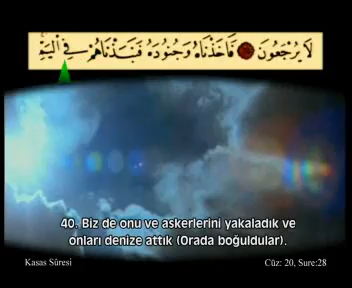 لَا يُرْجَعُونَ فَأَخَذْنَاهُ وَجُنُودَهُ فَنَبَذْنَاهُمْ فِي الْيَمِّ
40. Biz de onu ve askerlerini yakaladık ve
onları denize attık (Orada boğuldular).
Kasas Sûresi
Cüz: 20, Sure:28